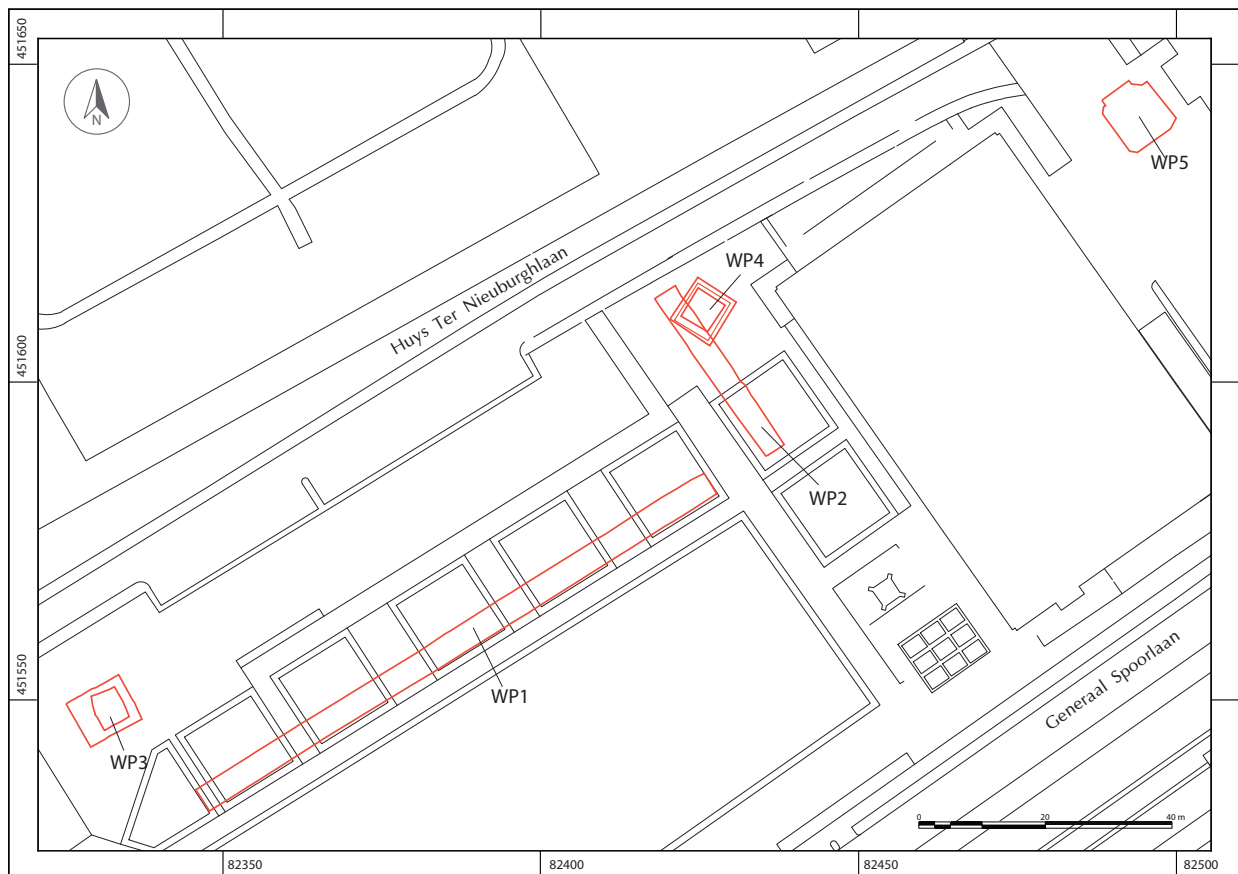 451650
N
WP5
WP4
Huys Ter Nieuburghlaan
451600
WP2
WP1
451550
WP3
Generaal Spoorlaan
0 20 40 m
82350 82400 82450 82500